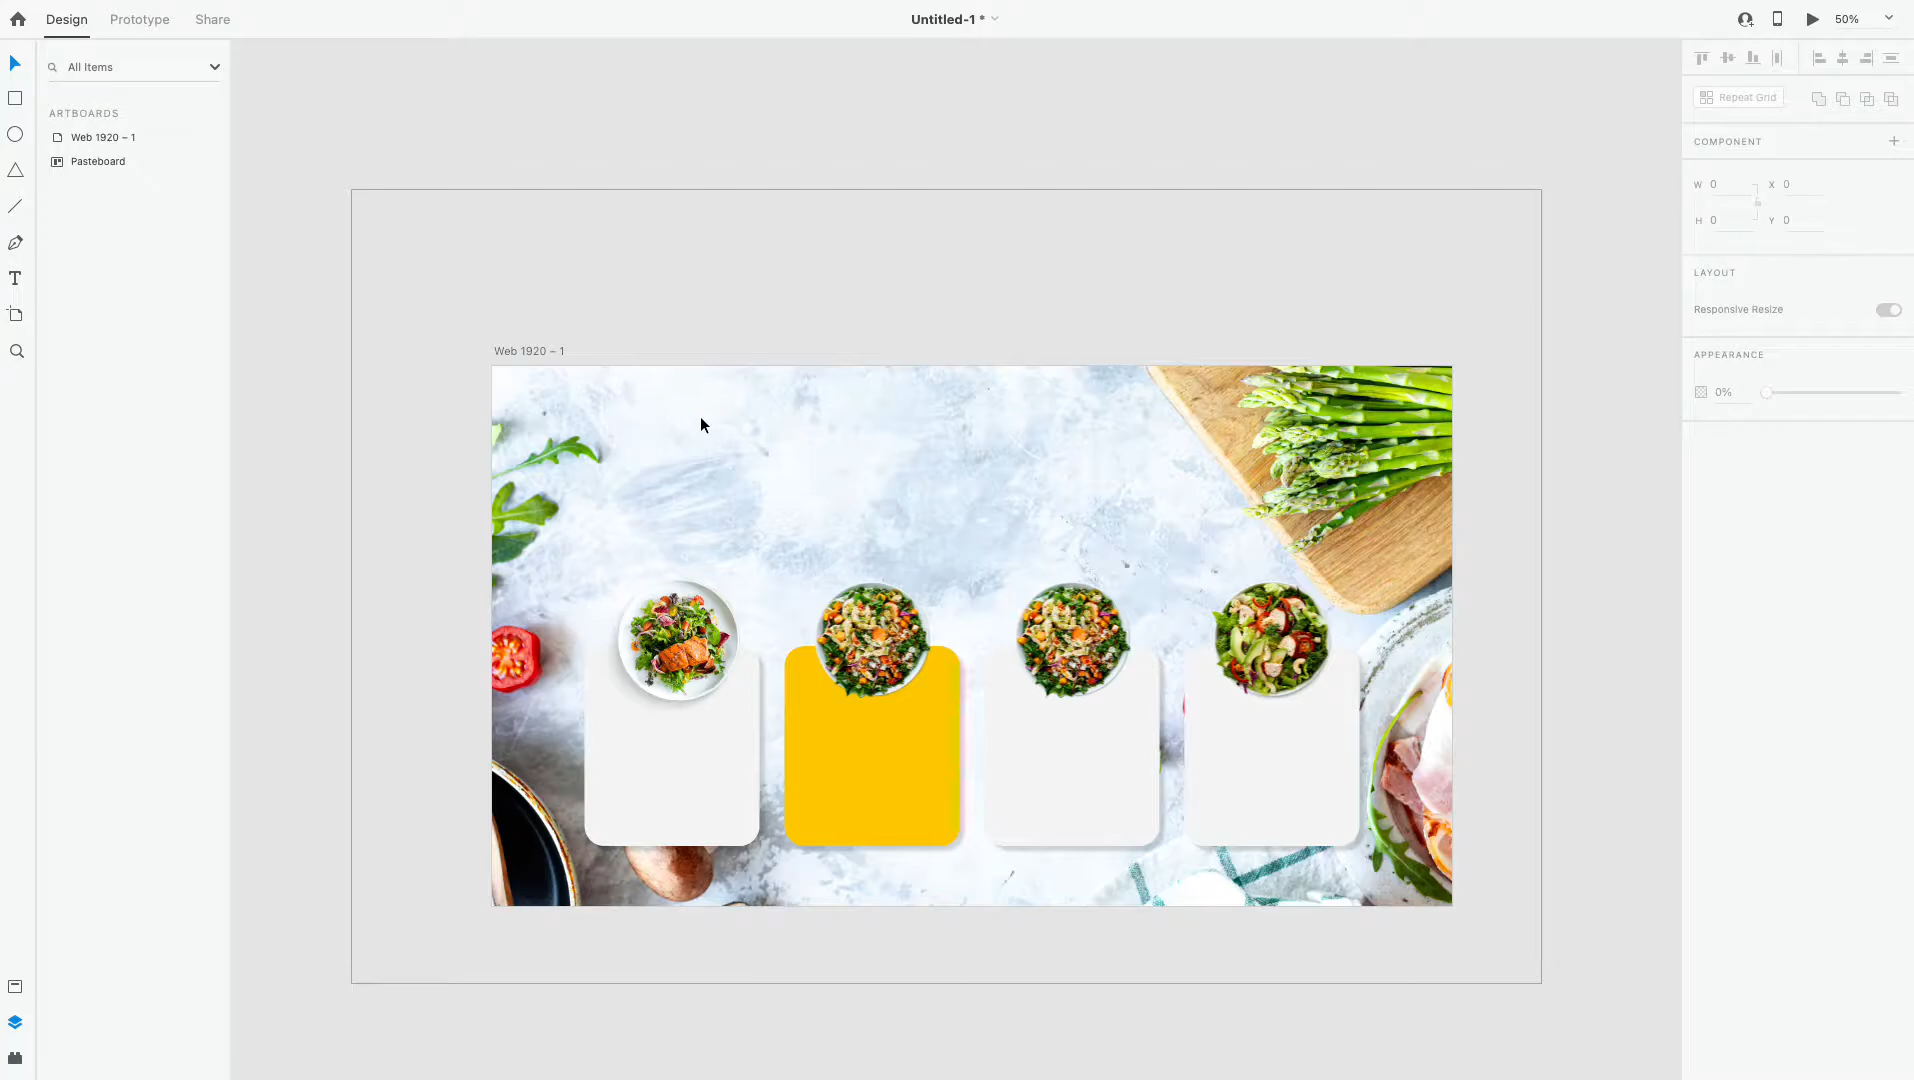 Design
Prototype
Share
Untitled-1 *
50%
All Items
ARTBOARDS
Web 1920 – 1
Pasteboard
Web 1920 – 1
Repeat Grid
COMPONENT
W 0
X 0
H 0
Y 0
LAYOUT
Responsive Resize
APPEARANCE
0%